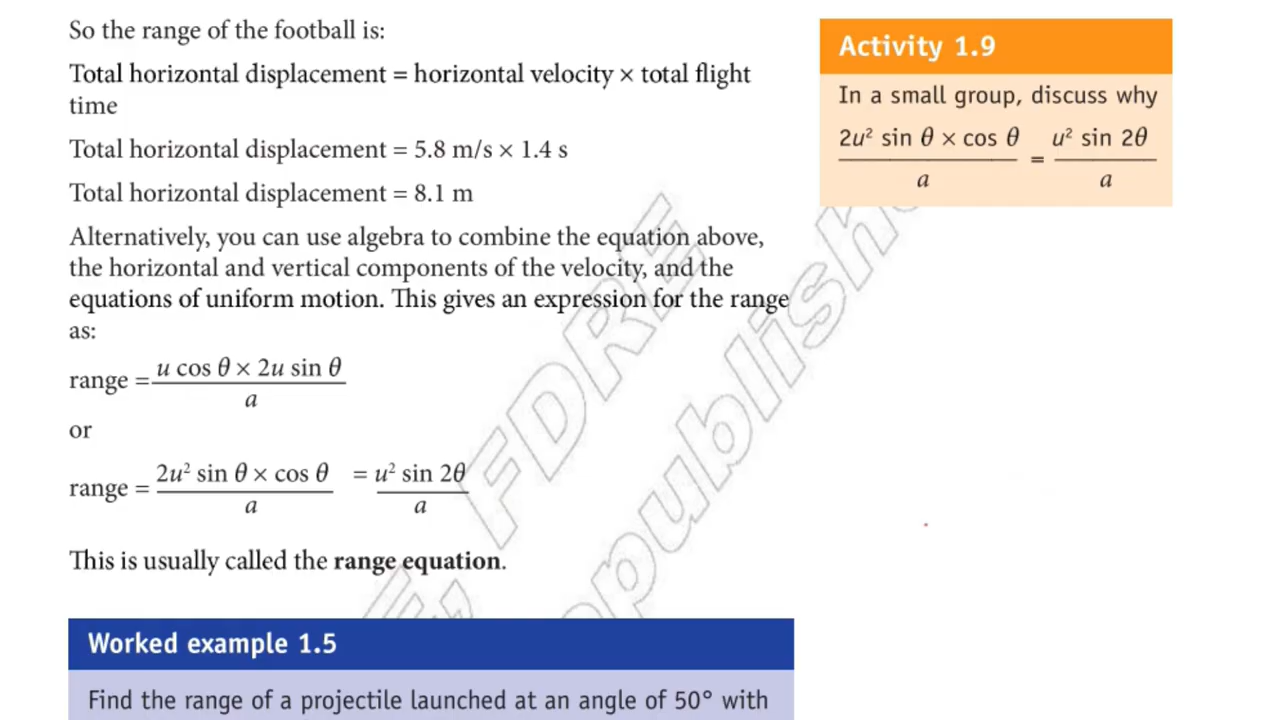 So the range of the football is:
Total horizontal displacement = horizontal velocity × total flight
time
Total horizontal displacement = 5.8 m/s × 1.4 s
Total horizontal displacement = 8.1 m
Alternatively, you can use algebra to combine the equation above,
the horizontal and vertical components of the velocity, and the
equations of uniform motion. This gives an expression for the range
as:
range = u cos θ × 2u sin θ / a
or
range = 2u² sin θ × cos θ / a = u² sin 2θ / a
This is usually called the range equation.
Worked example 1.5
Find the range of a projectile launched at an angle of 50° with
Activity 1.9
In a small group, discuss why
2u² sin θ × cos θ / a = u² sin 2θ / a
E, FDRE
republishe